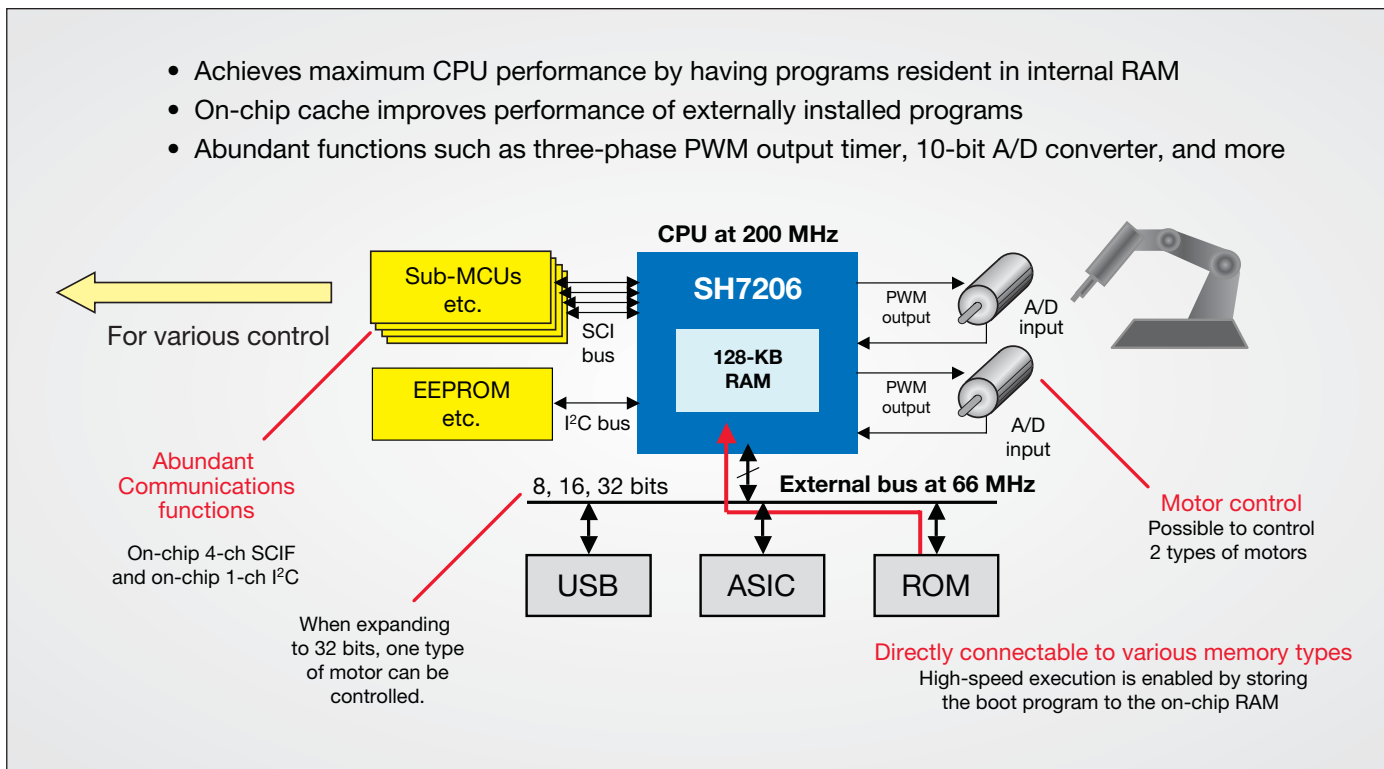 • Achieves maximum CPU performance by having programs resident in internal RAM
• On-chip cache improves performance of externally installed programs
• Abundant functions such as three-phase PWM output timer, 10-bit A/D converter, and more
CPU at 200 MHz
Sub-MCUs
etc.
SH7206
PWM
output
A/D
input
For various control
SCI
bus
128-KB
RAM
EEPROM
etc.
I²C bus
PWM
output
A/D
input
Abundant
Communications
functions
On-chip 4-ch SCIF
and on-chip 1-ch I²C
8, 16, 32 bits
External bus at 66 MHz
Motor control
Possible to control
2 types of motors
USB
ASIC
ROM
When expanding
to 32 bits, one type
of motor can be
controlled.
Directly connectable to various memory types
High-speed execution is enabled by storing
the boot program to the on-chip RAM